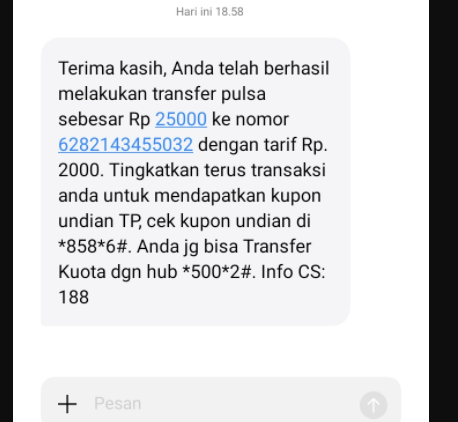 Hari ini 18.58
Terima kasih, Anda telah berhasil
melakukan transfer pulsa
sebesar Rp 25000 ke nomor
6282143455032 dengan tarif Rp.
2000. Tingkatkan terus transaksi
anda untuk mendapatkan kupon
undian TP, cek kupon undian di
*858*6#. Anda jg bisa Transfer
Kuota dgn hub *500*2#. Info CS:
188
Pesan